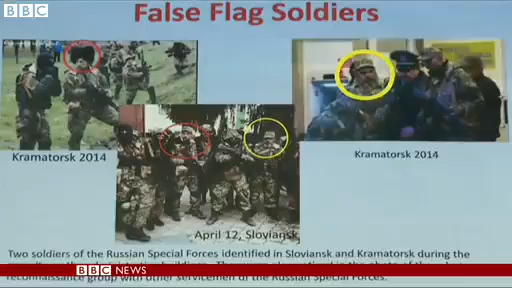 BBC
False Flag Soldiers
Kramatorsk 2014
Kramatorsk 2014
April 12, Sloviansk
Two soldiers of the Russian Special Forces identified in Sloviansk and Kramatorsk during the
BBC NEWS
reconnaissance group with other servicemen of the Russian Special Forces.